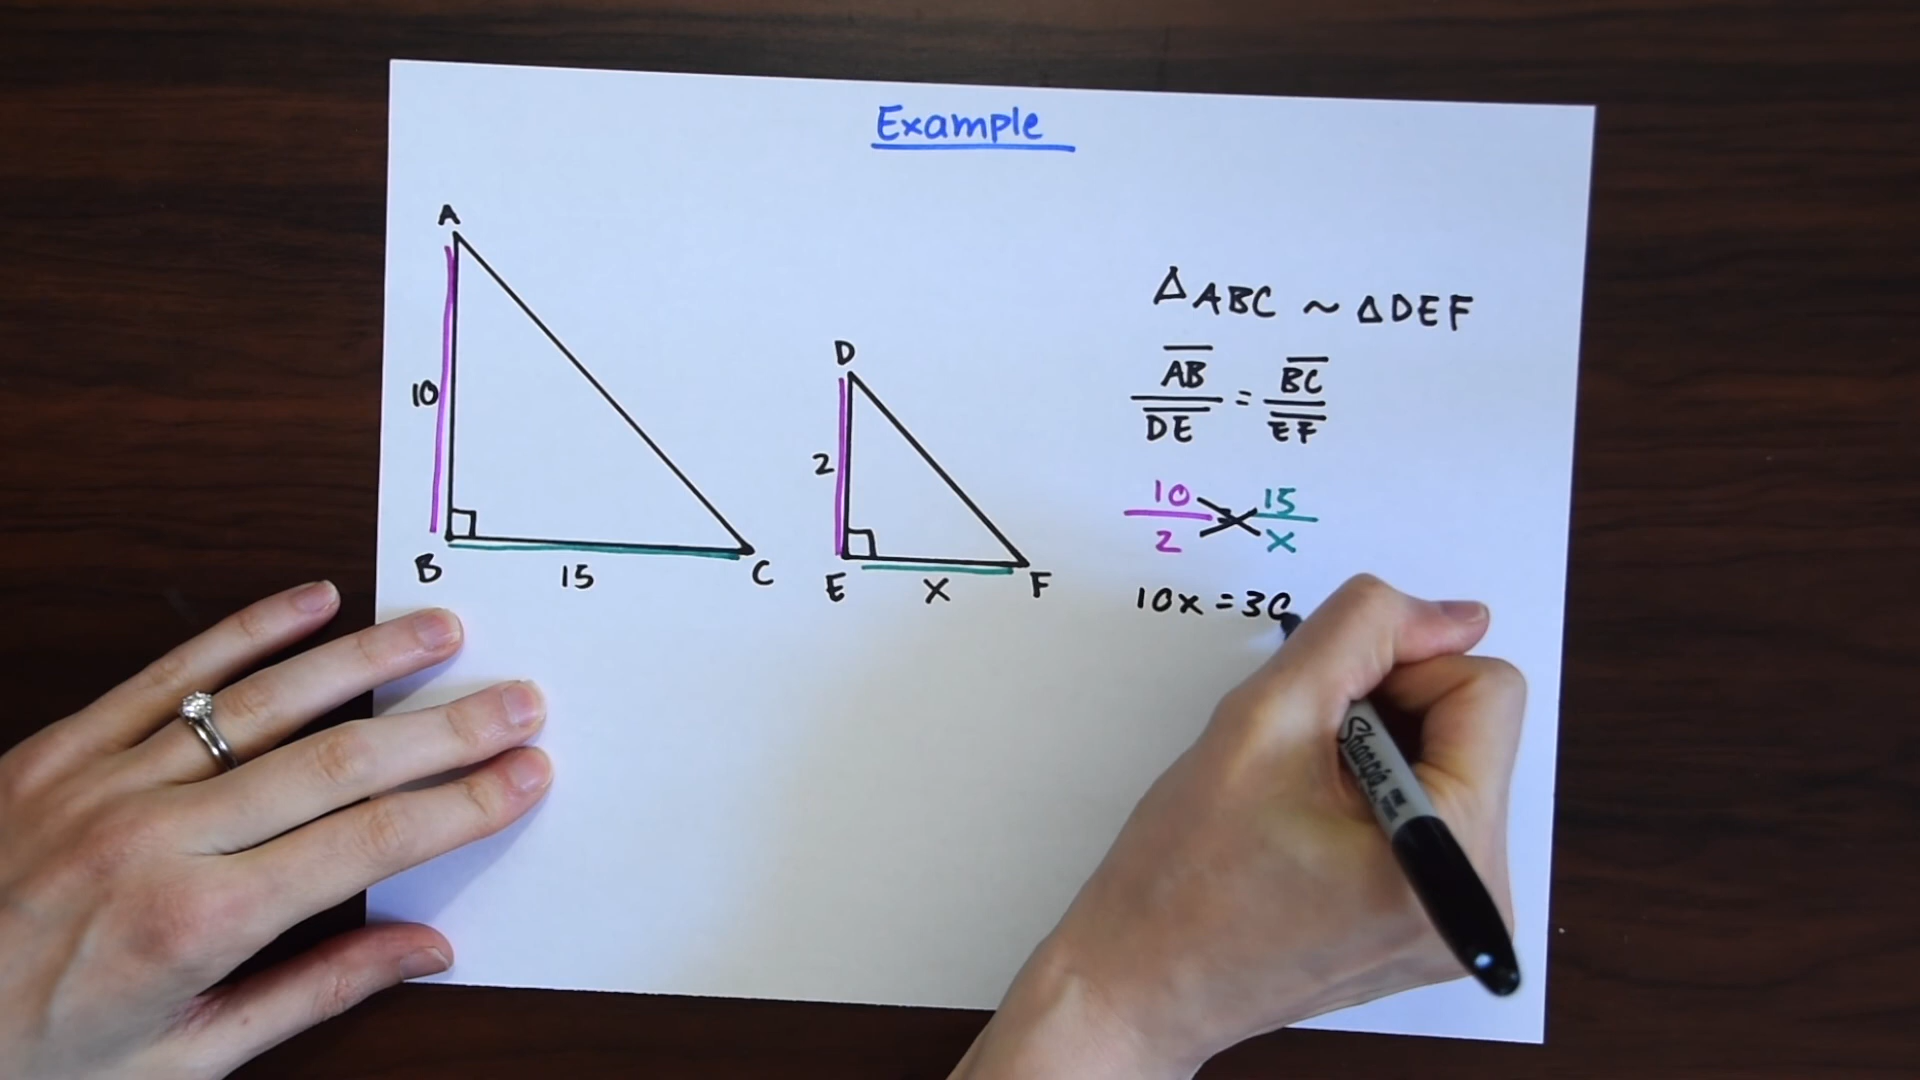 Example
A
10
B
15
C
D
2
E
X
F
△ABC ~ △DEF
AB/DE = BC/EF
10/2 15/X
10x=30
Sharpie